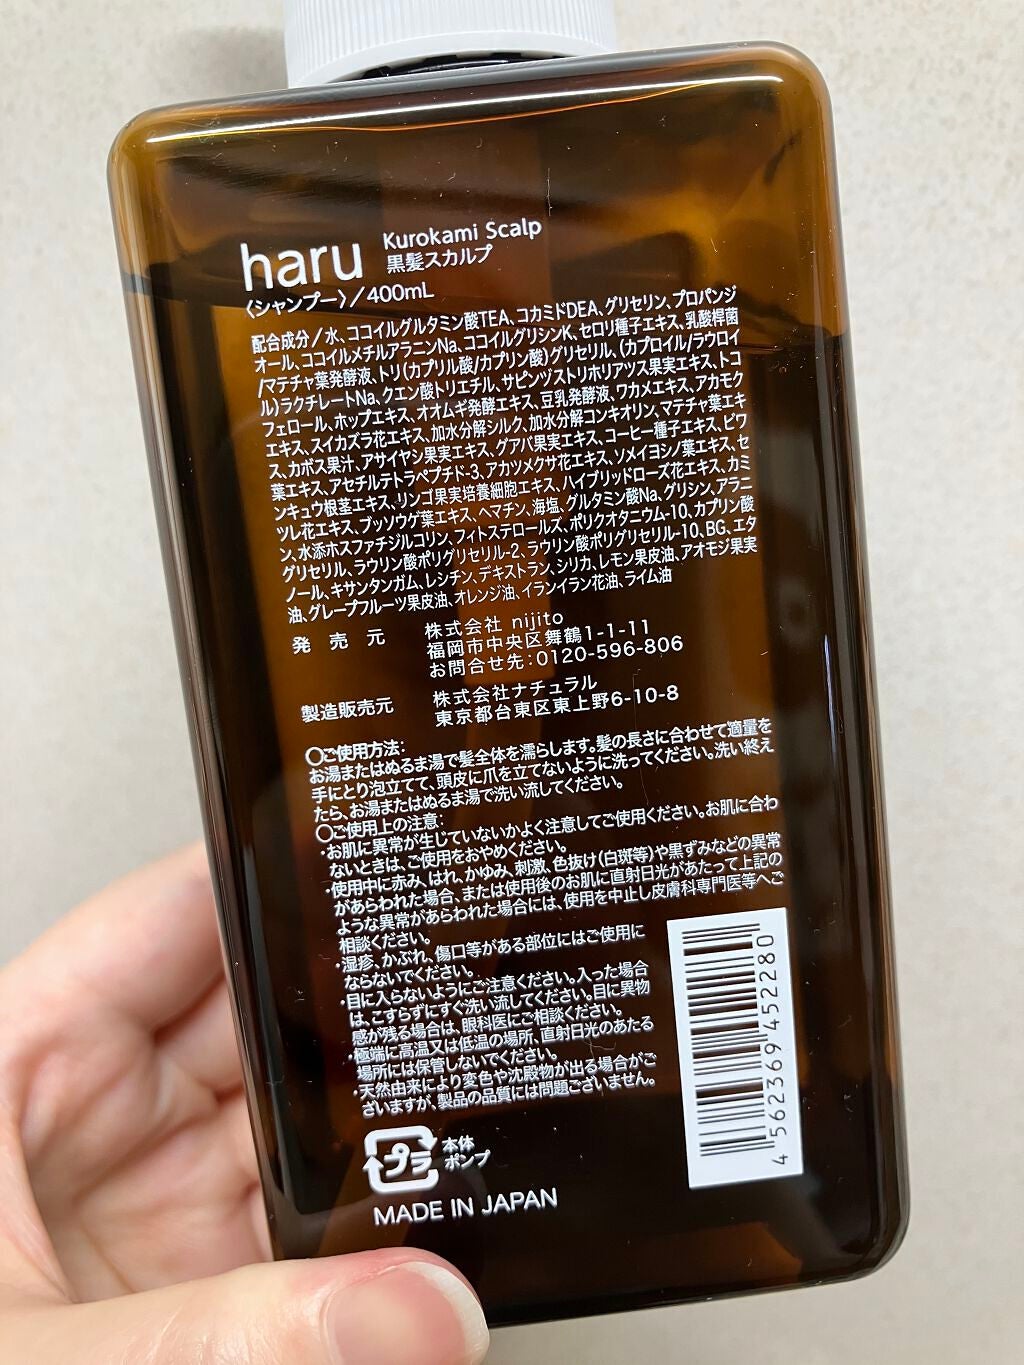 haru Kurokami Scalp
黒髪スカルプ
〈シャンプー〉/400mL
配合成分/水、ココイルグルタミン酸TEA、コカミドDEA、グリセリン、プロパンジ
オール、ココイルメチルアラニンNa、ココイルグリシンK、セロリ種子エキス、乳酸桿菌
/マテチャ葉発酵液、トリ(カプリル酸/カプリン酸)グリセリル、(カプロイル/ラウロイ
ル)ラクチレートNa、クエン酸トリエチル、サピンヅストリホリアツス果実エキス、トコ
フェロール、ホップエキス、オオムギ発酵エキス、豆乳発酵液、ワカメエキス、アカモク
エキス、スイカズラ花エキス、加水分解シルク、加水分解コンキオリン、マテチャ葉エキ
ス、カボス果汁、アサイヤシ果実エキス、グアバ果実エキス、コーヒー種子エキス、ビワ
葉エキス、アセチルテトラペプチド-3、アカツメクサ花エキス、ソメイヨシノ葉エキス、セ
ンキュウ根茎エキス、リンゴ果実培養細胞エキス、ハイブリッドローズ花エキス、カミ
ツレ花エキス、ブッソウゲ葉エキス、ヘマチン、海塩、グルタミン酸Na、グリシン、アラニ
ン、水添ホスファチジルコリン、フィトステロールズ、ポリクオタニウム-10、カプリン酸
グリセリル、ラウリン酸ポリグリセリル-2、ラウリン酸ポリグリセリル-10、BG、エタ
ノール、キサンタンガム、レシチン、デキストラン、シリカ、レモン果皮油、アオモジ果実
油、グレープフルーツ果皮油、オレンジ油、イランイラン花油、ライム油
発売元 株式会社 nijito
福岡市中央区舞鶴1-1-11
お問合せ先:0120-596-806
製造販売元 株式会社ナチュラル
東京都台東区東上野6-10-8
〇ご使用方法:
お湯またはぬるま湯で髪全体を濡らします。髪の長さに合わせて適量を
手にとり泡立てて、頭皮に爪を立てないように洗ってください。洗い終え
たら、お湯またはぬるま湯で洗い流してください。
〇ご使用上の注意:
・お肌に異常が生じていないかよく注意してご使用ください。お肌に合わ
ないときは、ご使用をおやめください。
・使用中に赤み、はれ、かゆみ、刺激、色抜け(白斑等)や黒ずみなどの異常
があらわれた場合、または使用後のお肌に直射日光があたって上記の
ような異常があらわれた場合には、使用を中止し皮膚科専門医等へご
相談ください。
・湿疹、かぶれ、傷口等がある部位にはご使用に
ならないでください。
・目に入らないようにご注意ください。入った場合
は、こすらずにすぐ洗い流してください。目に異物
感が残る場合は、眼科医にご相談ください。
・極端に高温又は低温の場所、直射日光のあたる
場所には保管しないでください。
・天然由来により変色や沈殿物が出る場合がご
ざいますが、製品の品質には問題ございません。
プラ 本体
ポンプ
MADE IN JAPAN
4 562369 452280